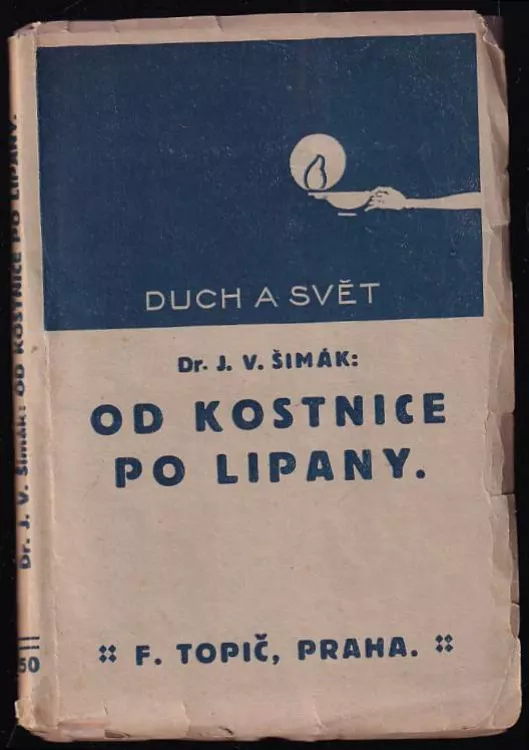 DUCH A SVĚT
Dr. J. V. ŠIMÁK:
OD KOSTNICE
PO LIPANY.
F. TOPIČ, PRAHA.
Dr. J. V. ŠIMÁK: OD KOSTNICE PO LIPANY.
50